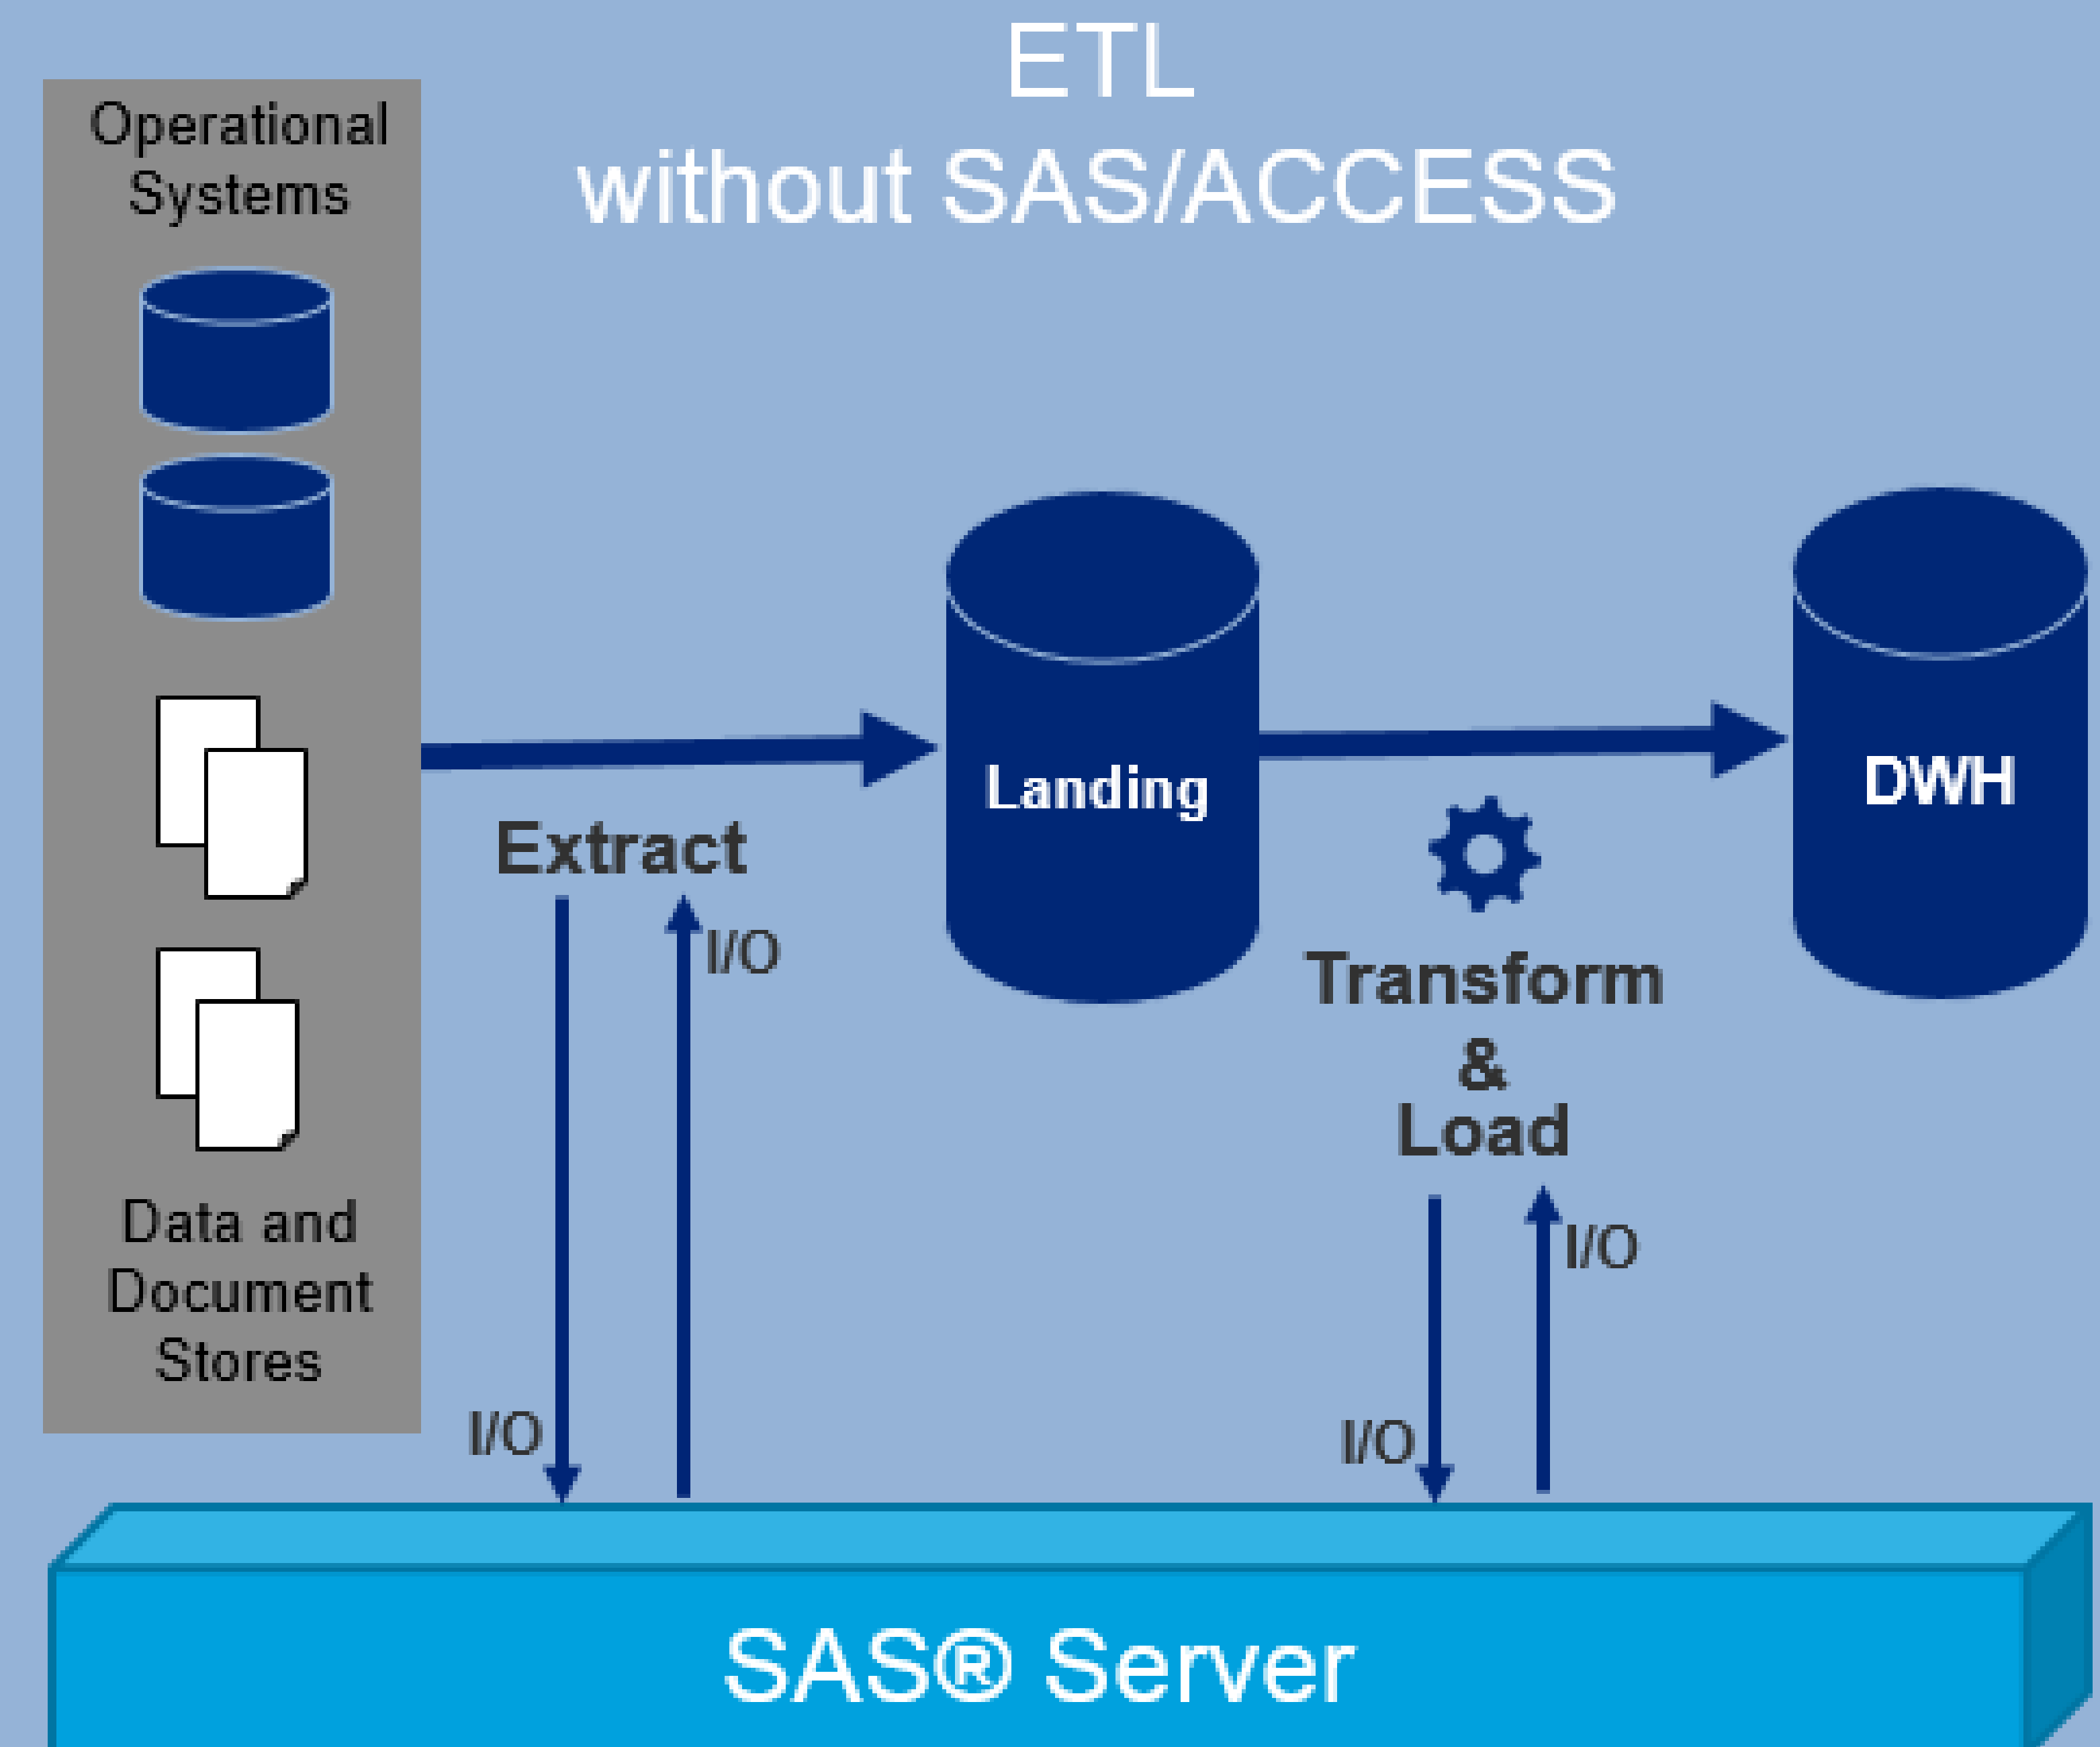 ETL
without SAS/ACCESS
Operational
Systems
Data and
Document
Stores
Extract
I/O
I/O
Landing
Transform
&
Load
I/O
I/O
DWH
SAS® Server